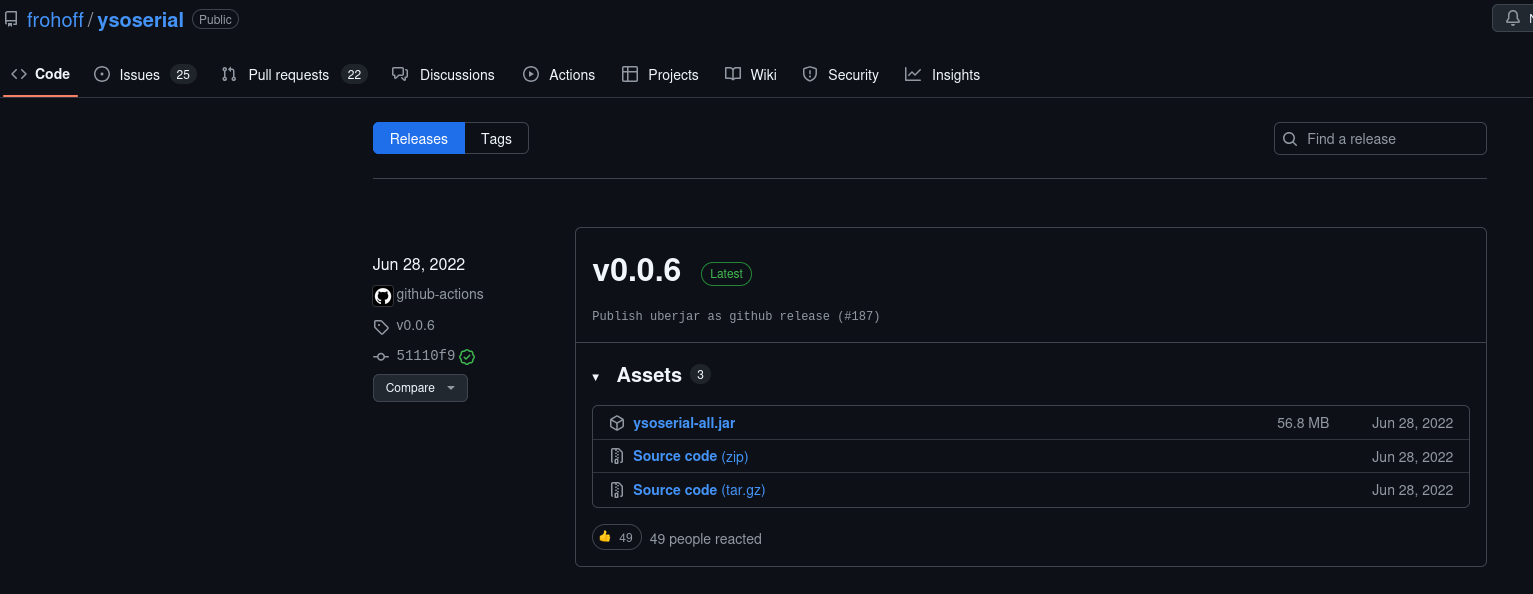 frohoff / ysoserial Public
Code Issues 25 Pull requests 22 Discussions Actions Projects Wiki Security Insights
Releases Tags Find a release
Jun 28, 2022
github-actions
v0.0.6
51110f9
Compare
v0.0.6 Latest
Publish uberjar as github release (#187)
Assets 3
ysoserial-all.jar 56.8 MB Jun 28, 2022
Source code (zip) Jun 28, 2022
Source code (tar.gz) Jun 28, 2022
49 49 people reacted